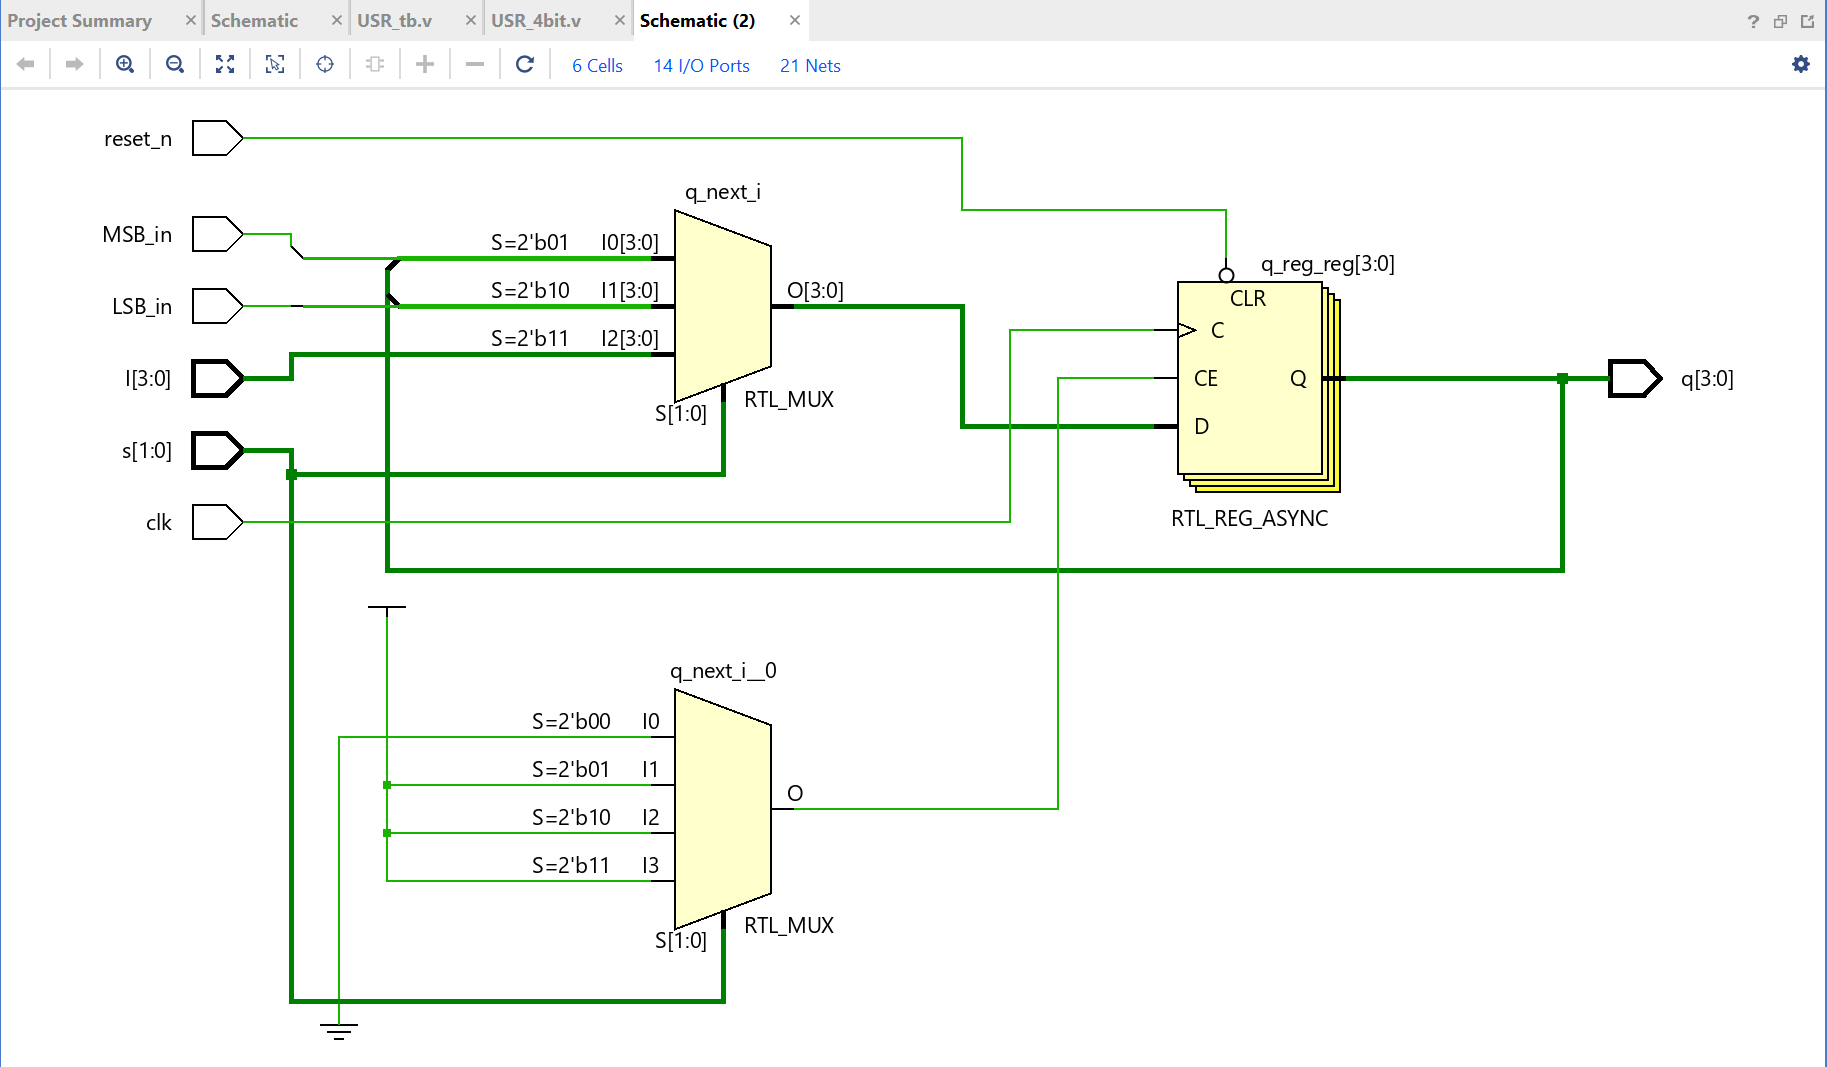 Project Summary × Schematic × USR_tb.v × USR_4bit.v × Schematic (2) × ?
6 Cells 14 I/O Ports 21 Nets
reset_n
q_next_i
MSB_in
S=2'b01 I0[3:0]
q_reg_reg[3:0]
LSB_in
S=2'b10 I1[3:0]
O[3:0]
CLR
S=2'b11 I2[3:0]
C
I[3:0]
CE Q
q[3:0]
S[1:0] RTL_MUX
D
s[1:0]
clk
RTL_REG_ASYNC
q_next_i__0
S=2'b00 I0
S=2'b01 I1
O
S=2'b10 I2
S=2'b11 I3
S[1:0] RTL_MUX